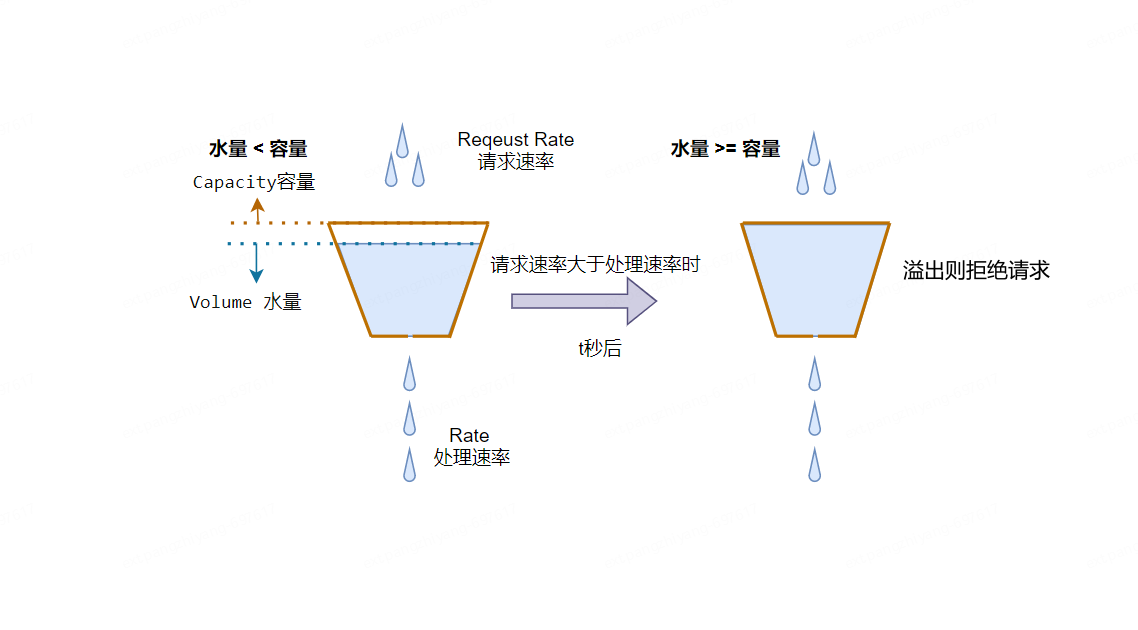 水量 < 容量
Capacity容量
Volume 水量
Reqeust Rate
请求速率
Rate
处理速率
请求速率大于处理速率时
t秒后
水量 >= 容量
溢出则拒绝请求